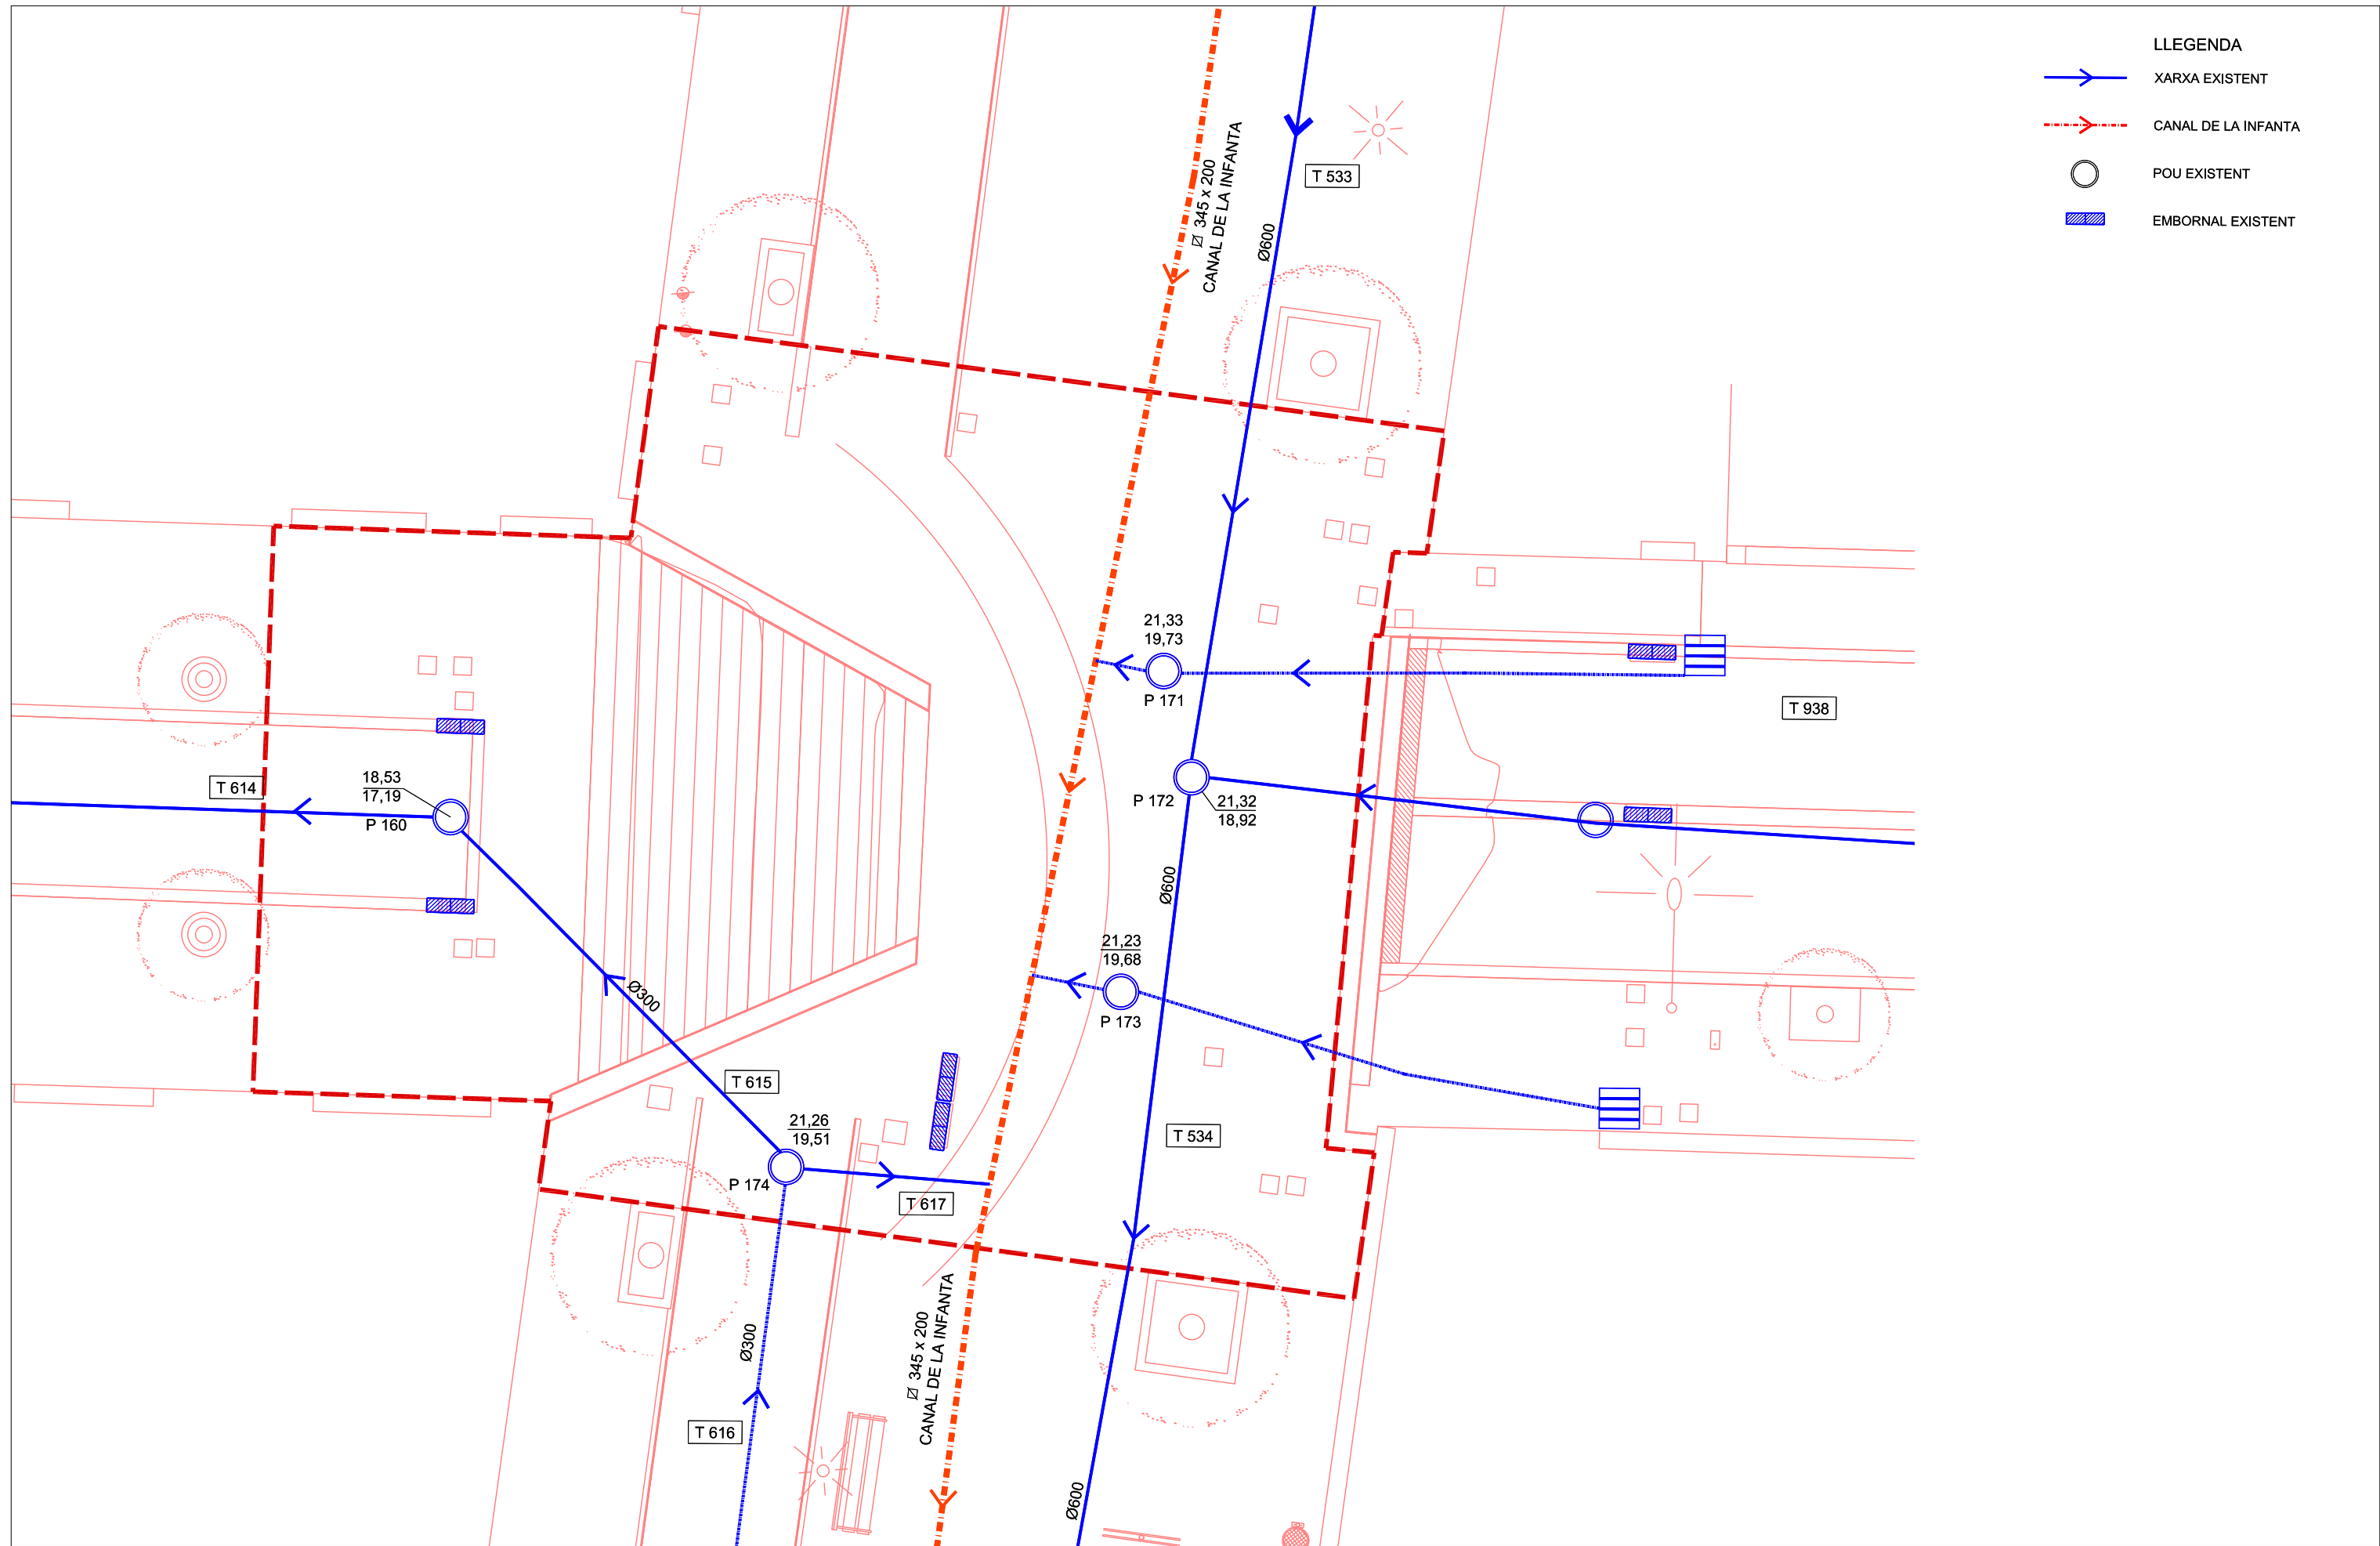 LLEGENDA
XARXA EXISTENT
CANAL DE LA INFANTA
POU EXISTENT
EMBORNAL EXISTENT
345 x 200
CANAL DE LA INFANTA
T 533
Ø600
21,33
19,73
P 171
T 938
18,53
17,19
T 614
P 160
P 172
21,32
18,92
Ø600
21,23
19,68
P 173
Ø300
T 615
21,26
19,51
T 534
P 174
T 617
345 x 200
CANAL DE LA INFANTA
Ø300
T 616
Ø600